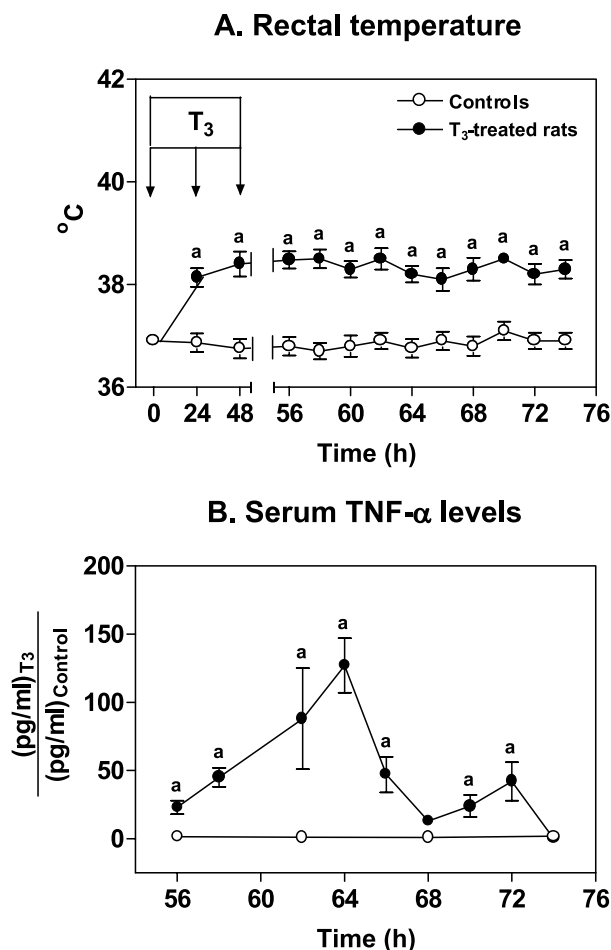 A. Rectal temperature
42
40
38
36
°C
T3
Controls
T3-treated rats
a a a a a a a a a a a a
0 24 48 56 60 64 68 72 76
Time (h)
B. Serum TNF-α levels
200
150
100
50
0
(pg/ml)T3
(pg/ml)Control
a a a a a a a
56 60 64 68 72 76
Time (h)